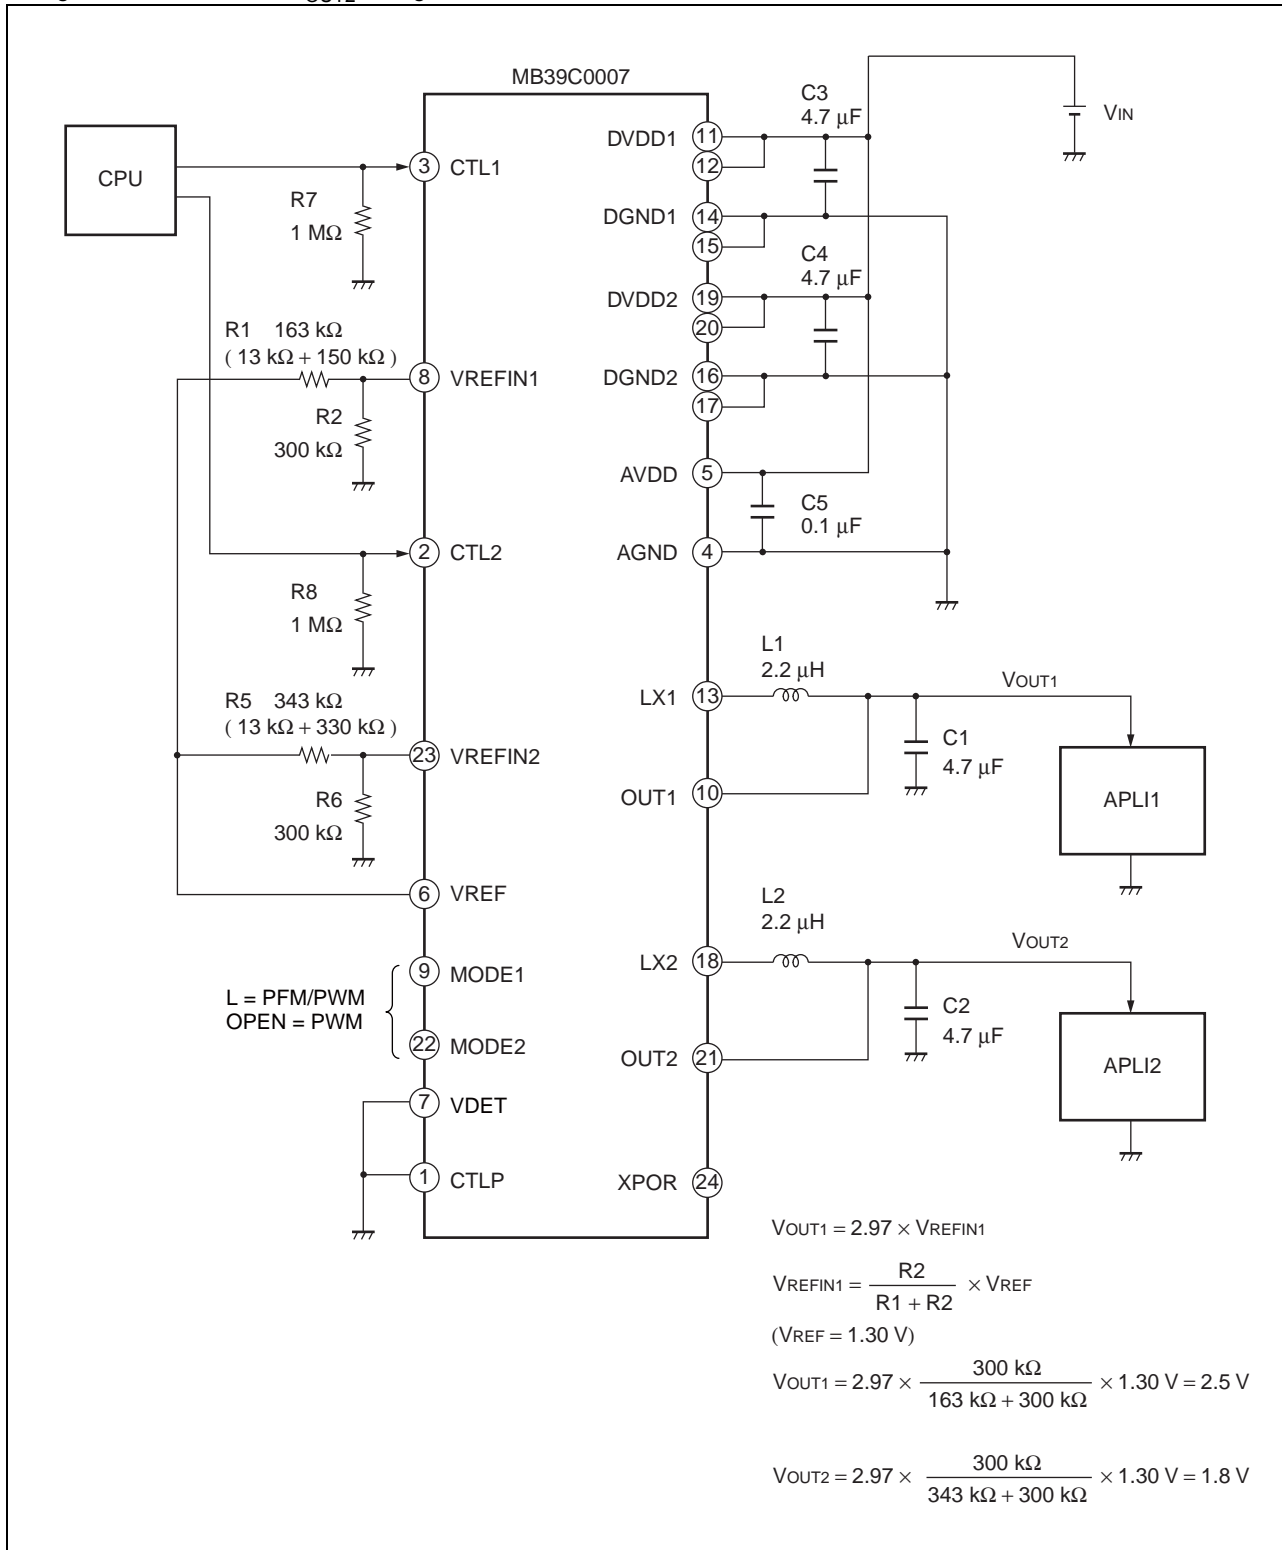 MB39C0007
CPU
3 CTL1
R7
1 MΩ
R1 163 kΩ
( 13 kΩ + 150 kΩ )
8 VREFIN1
R2
300 kΩ
2 CTL2
R8
1 MΩ
R5 343 kΩ
( 13 kΩ + 330 kΩ )
23 VREFIN2
R6
300 kΩ
6 VREF
9 MODE1
L = PFM/PWM
OPEN = PWM
22 MODE2
7 VDET
1 CTLP
DVDD1 11
12
C3
4.7 μF
VIN
DGND1 14
15
C4
4.7 μF
DVDD2 19
20
DGND2 16
17
AVDD 5
C5
0.1 μF
AGND 4
L1
2.2 μH
LX1 13
VOUT1
C1
4.7 μF
OUT1 10
APLI1
L2
2.2 μH
LX2 18
VOUT2
C2
4.7 μF
OUT2 21
APLI2
XPOR 24
VOUT1 = 2.97 × VREFIN1
VREFIN1 = R2 / R1 + R2 × VREF
(VREF = 1.30 V)
VOUT1 = 2.97 × 300 kΩ / 163 kΩ + 300 kΩ × 1.30 V = 2.5 V
VOUT2 = 2.97 × 300 kΩ / 343 kΩ + 300 kΩ × 1.30 V = 1.8 V